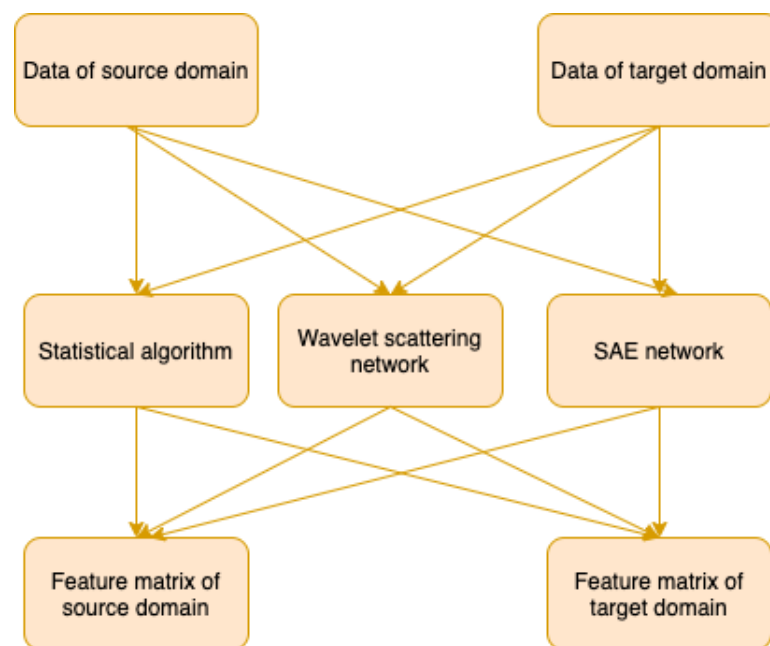 Data of source domain
Data of target domain
Statistical algorithm
Wavelet scattering
network
SAE network
Feature matrix of
source domain
Feature matrix of
target domain